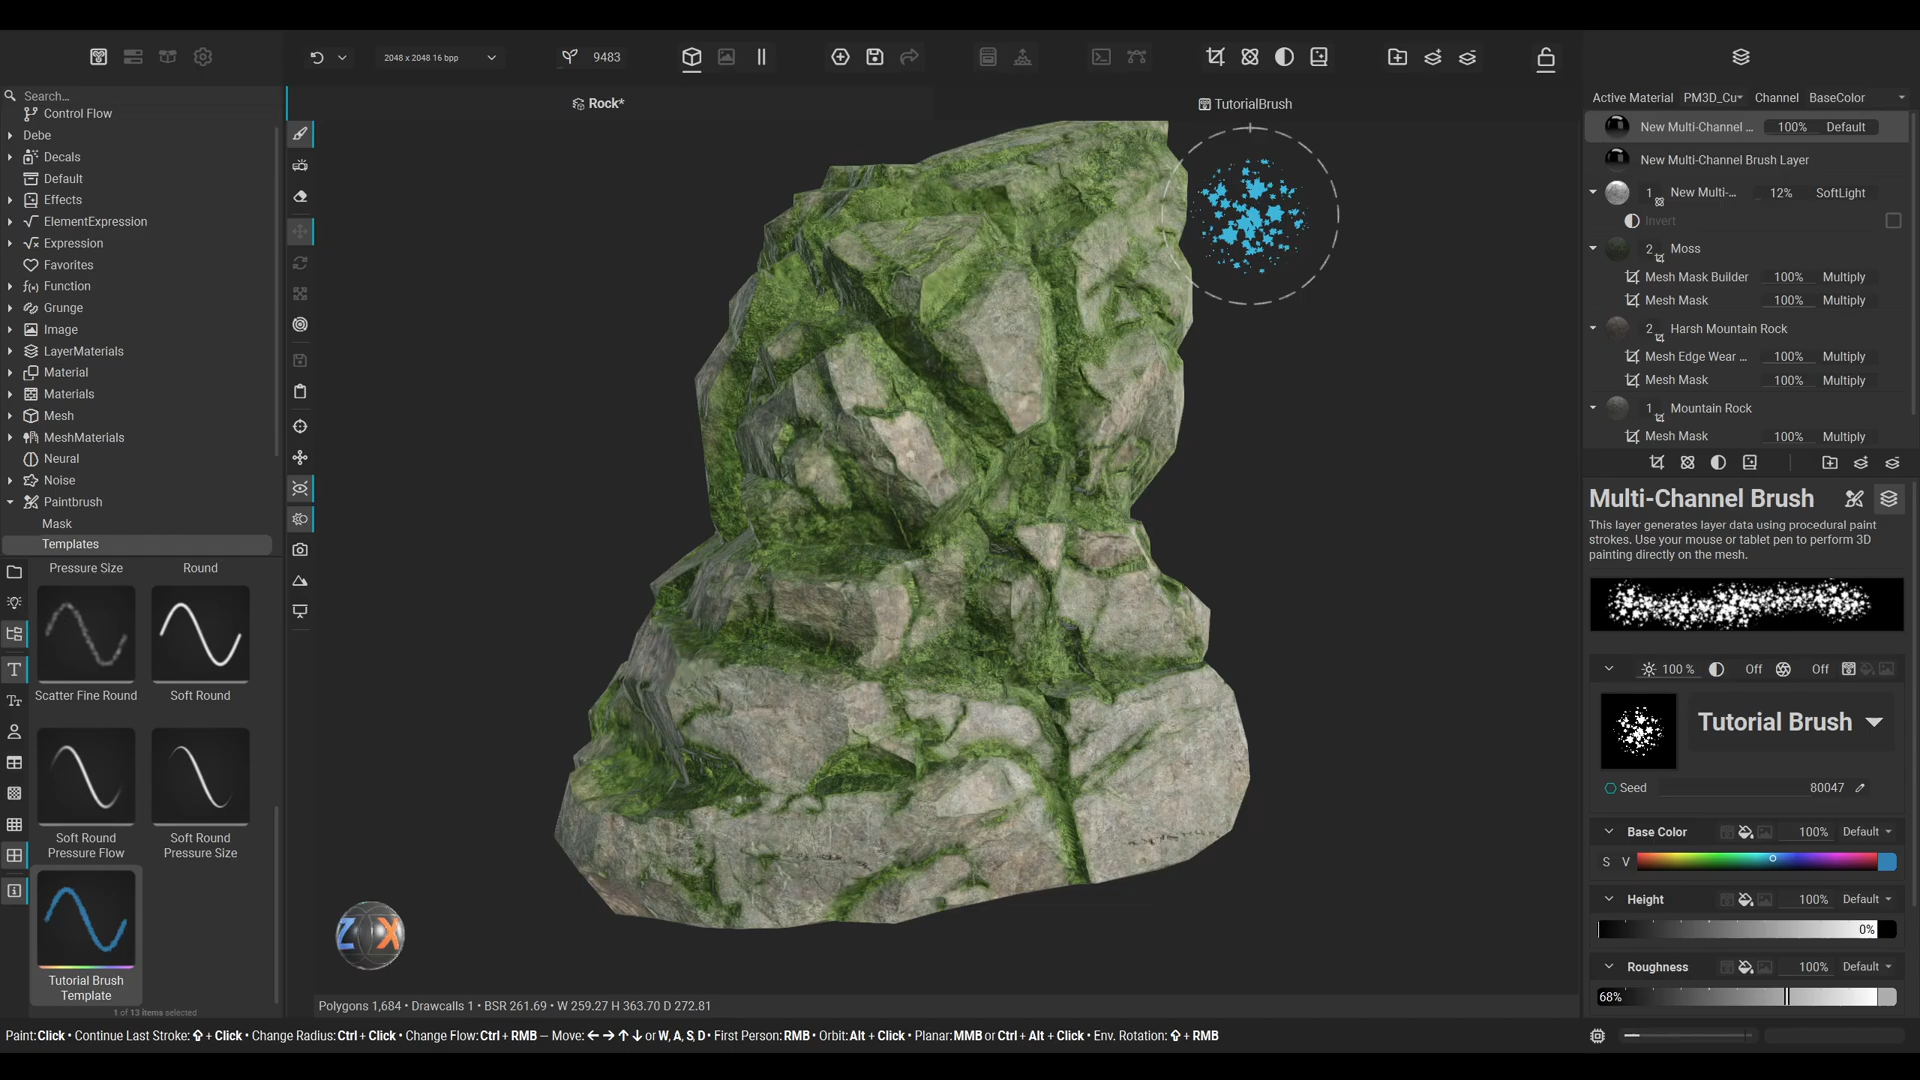 2048 x 2048 16 bpp
9483
Search...
Control Flow
Debe
Decals
Default
Effects
ElementExpression
Expression
Favorites
Function
Grunge
Image
LayerMaterials
Material
Materials
Mesh
MeshMaterials
Neural
Noise
Paintbrush
Mask
Templates
Pressure Size
Round
Scatter Fine Round
Soft Round
Soft Round
Pressure Flow
Soft Round
Pressure Size
Tutorial Brush
Template
1 of 13 items selected
Rock*
TutorialBrush
Z X
Polygons 1,684 • Drawcalls 1 • BSR 261.69 • W 259.27 H 363.70 D 272.81
Paint: Click • Continue Last Stroke: ⇧ + Click • Change Radius: Ctrl + Click • Change Flow: Ctrl + RMB – Move: ← → ↑ ↓ or W, A, S, D • First Person: RMB • Orbit: Alt + Click • Planar: MMB or Ctrl + Alt + Click • Env. Rotation: ⇧ + RMB
Active Material PM3D_Cu Channel BaseColor
New Multi-Channel ... 100% Default
New Multi-Channel Brush Layer
1 New Multi-... 12% SoftLight
Invert
2 Moss
Mesh Mask Builder 100% Multiply
Mesh Mask 100% Multiply
2 Harsh Mountain Rock
Mesh Edge Wear ... 100% Multiply
Mesh Mask 100% Multiply
1 Mountain Rock
Mesh Mask 100% Multiply
Multi-Channel Brush
This layer generates layer data using procedural paint
strokes. Use your mouse or tablet pen to perform 3D
painting directly on the mesh.
100 % Off Off
Tutorial Brush
Seed 80047
Base Color 100% Default
S V
Height 100% Default
0%
Roughness 100% Default
68%